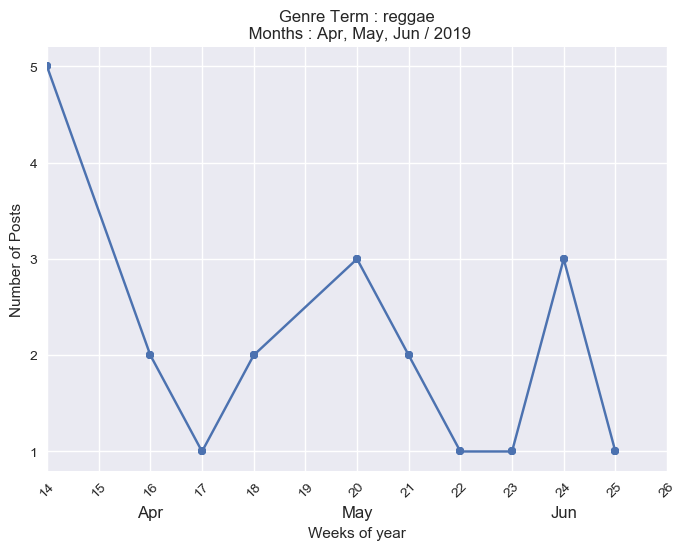 Genre Term : reggae
Months : Apr, May, Jun / 2019
Number of Posts
5
4
3
2
1
14 15 16 17 18 19 20 21 22 23 24 25 26
Apr May Jun
Weeks of year